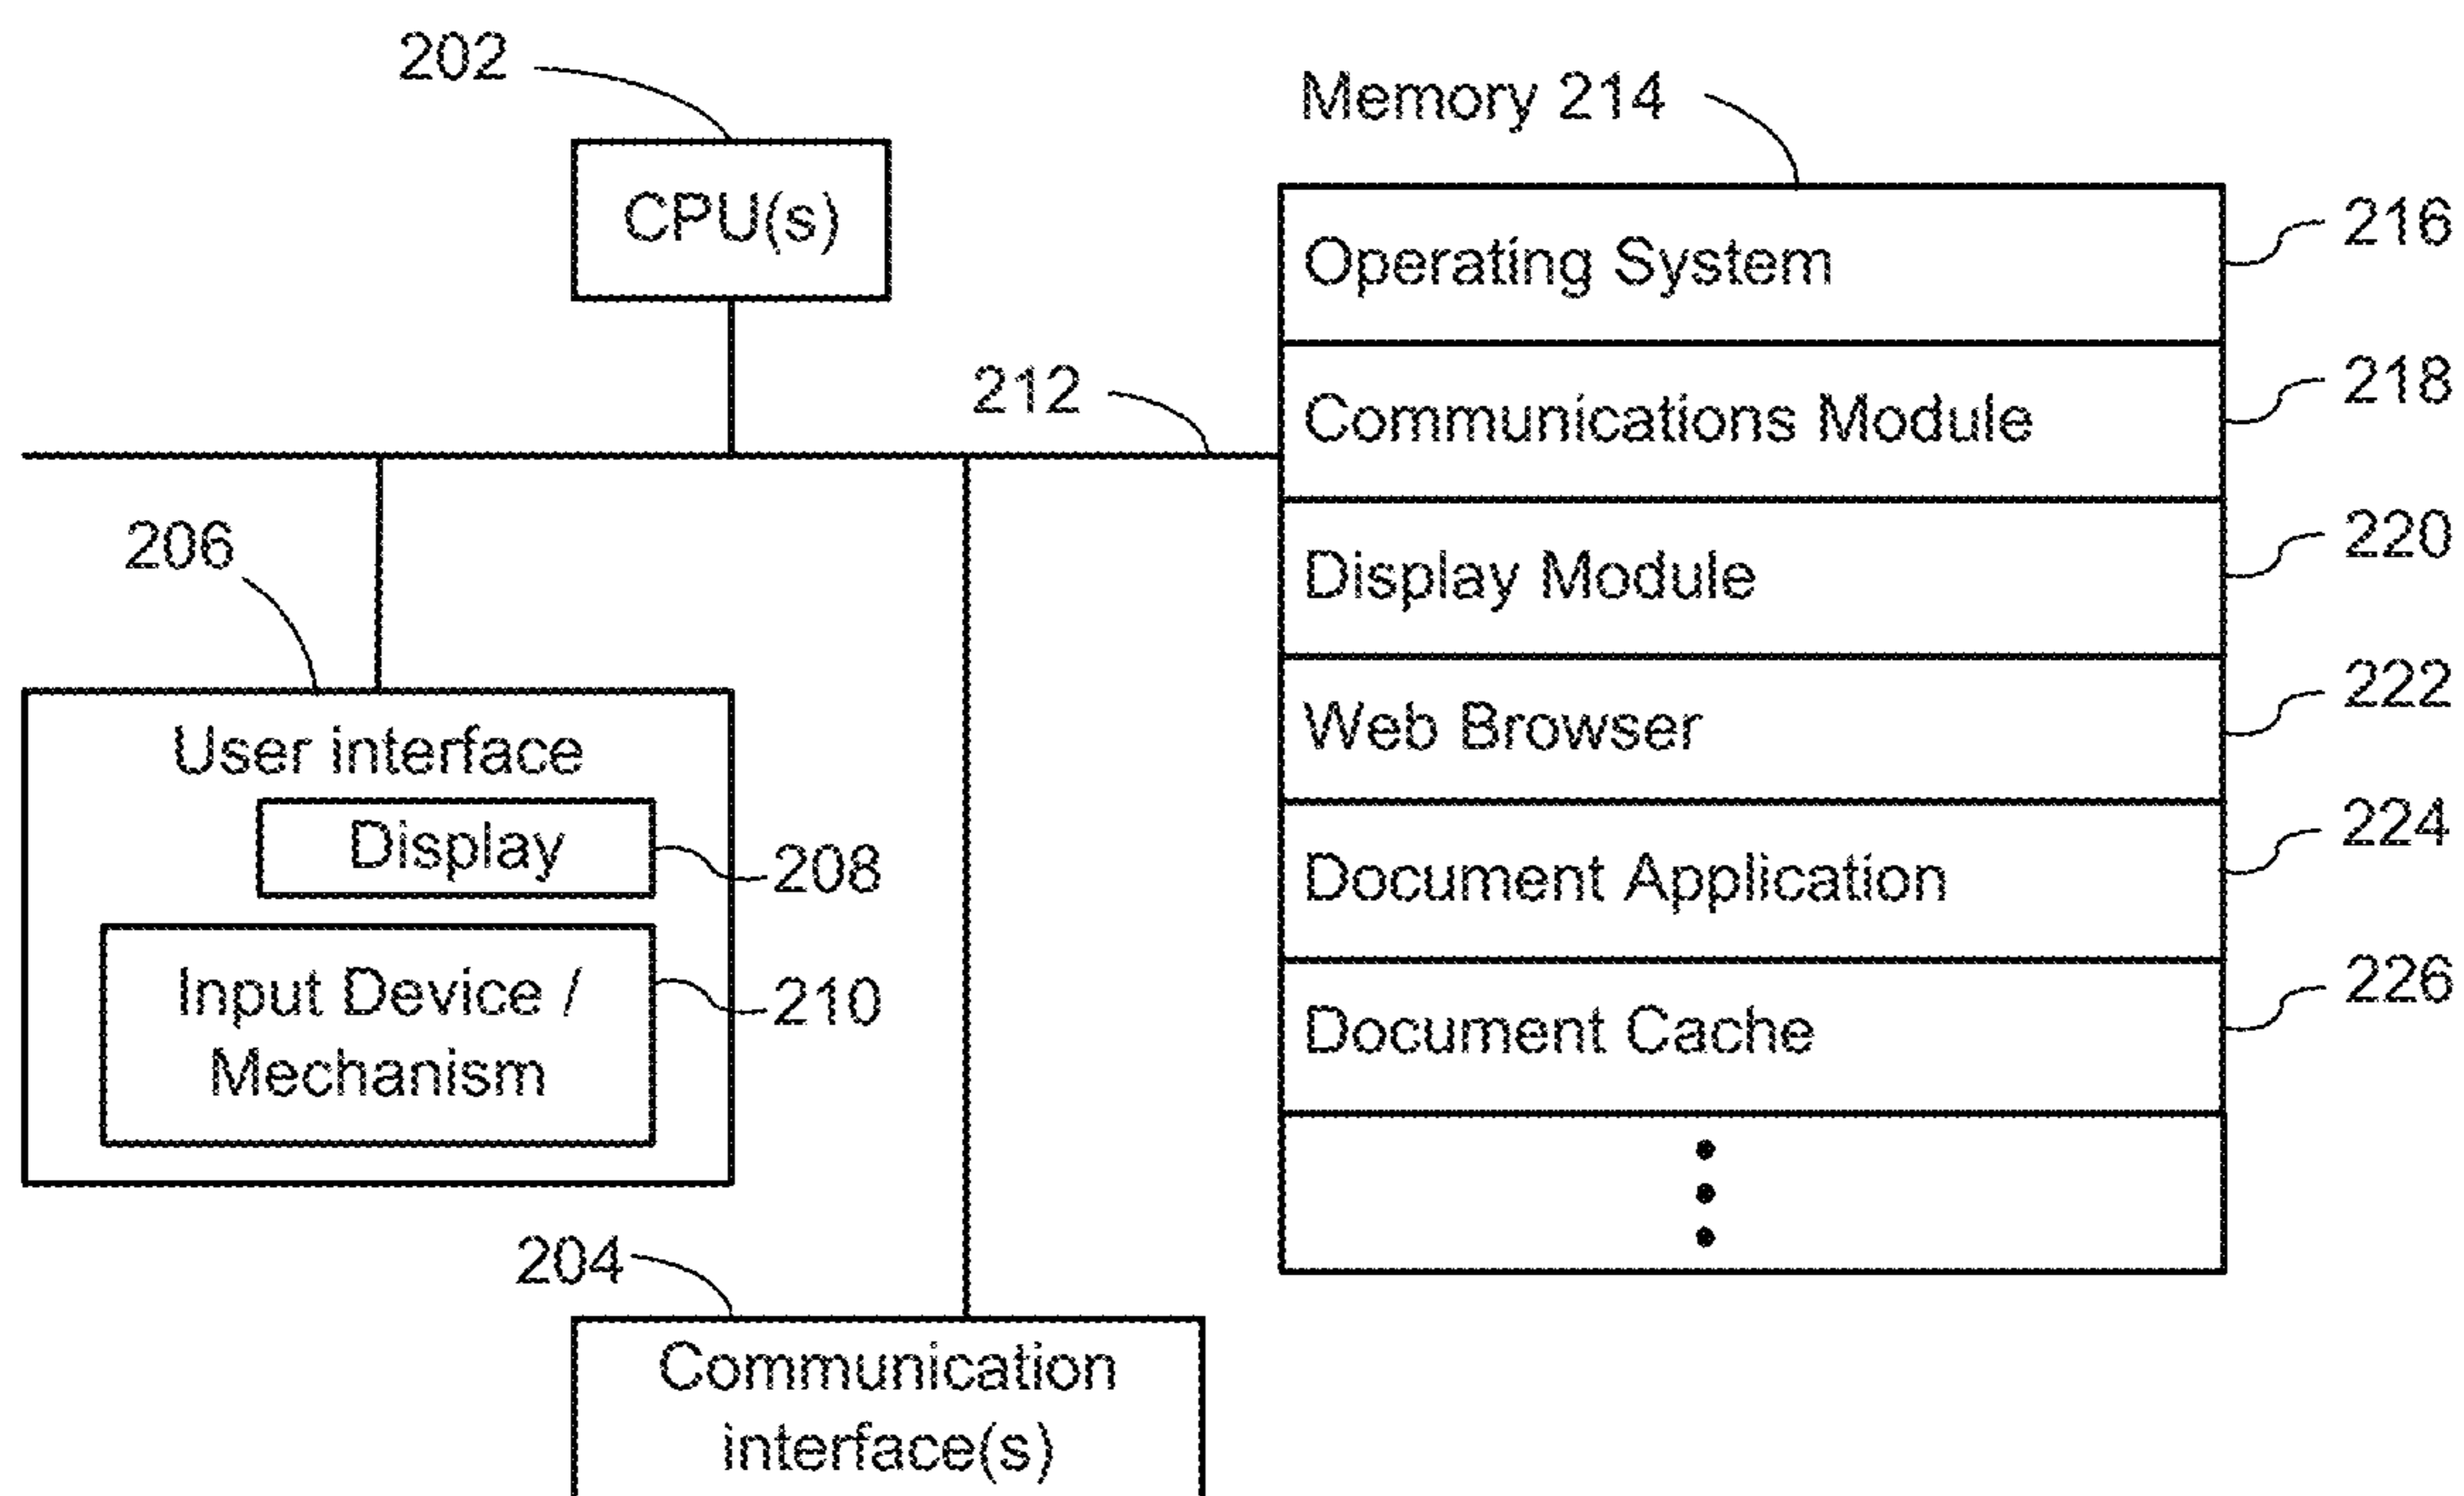 202
CPU(s)
Memory 214
Operating System
216
Communications Module
218
212
Display Module
220
Web Browser
222
Document Application
224
Document Cache
226
206
User interface
Display
208
Input Device /
Mechanism
210
204
Communication
interface(s)